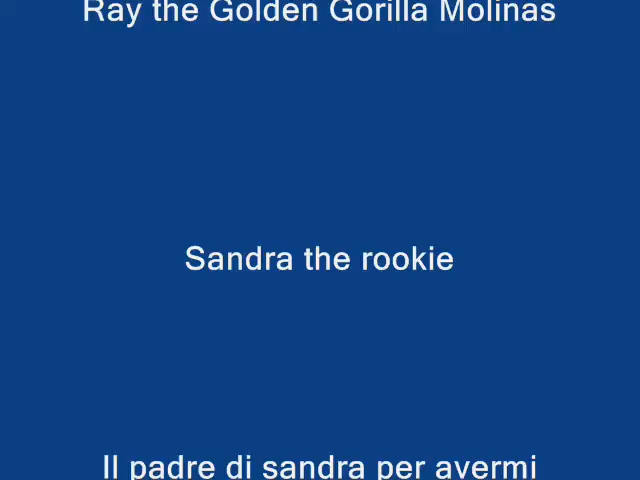 Ray the Golden Gorilla Molinas
Sandra the rookie
Il padre di sandra per avermi